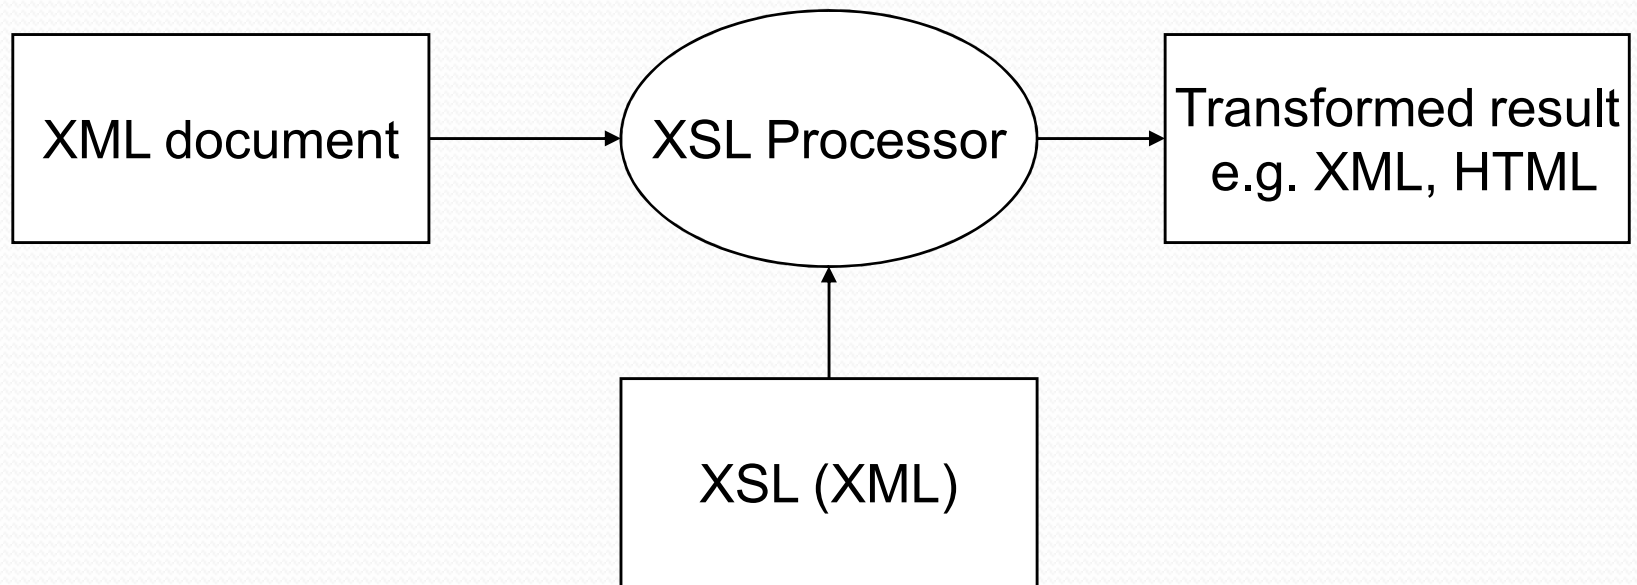 XML document
XSL Processor
Transformed result
e.g. XML, HTML
XSL (XML)